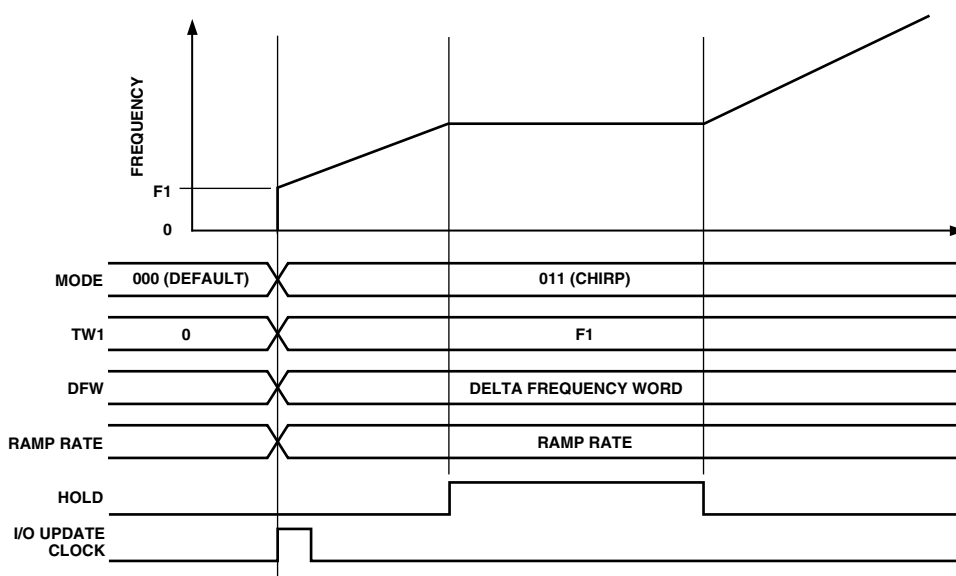 FREQUENCY
F1
0
MODE
000 (DEFAULT)
011 (CHIRP)
TW1
0
F1
DFW
DELTA FREQUENCY WORD
RAMP RATE
RAMP RATE
HOLD
I/O UPDATE
CLOCK